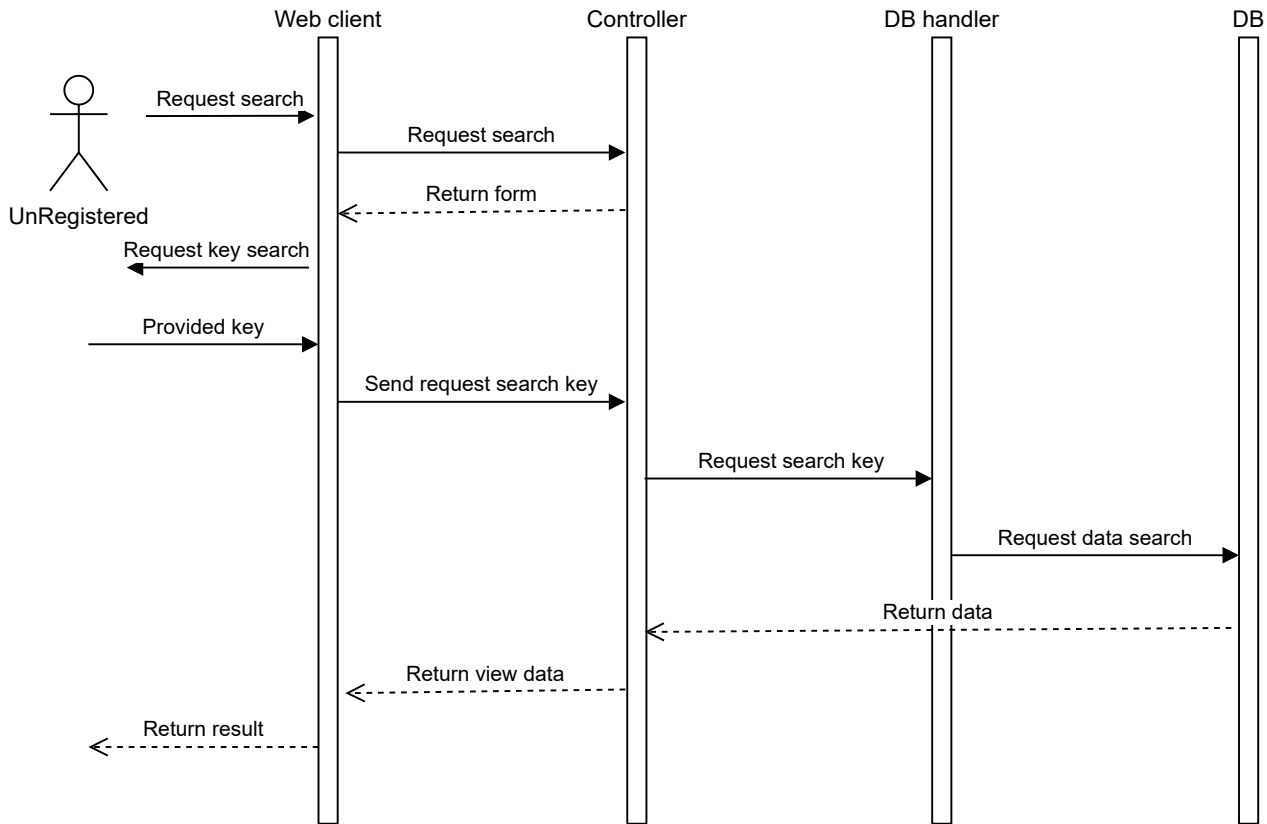 Web client
Controller
DB handler
DB
Request search
Request search
Return form
UnRegistered
Request key search
Provided key
Send request search key
Request search key
Request data search
Return data
Return view data
Return result